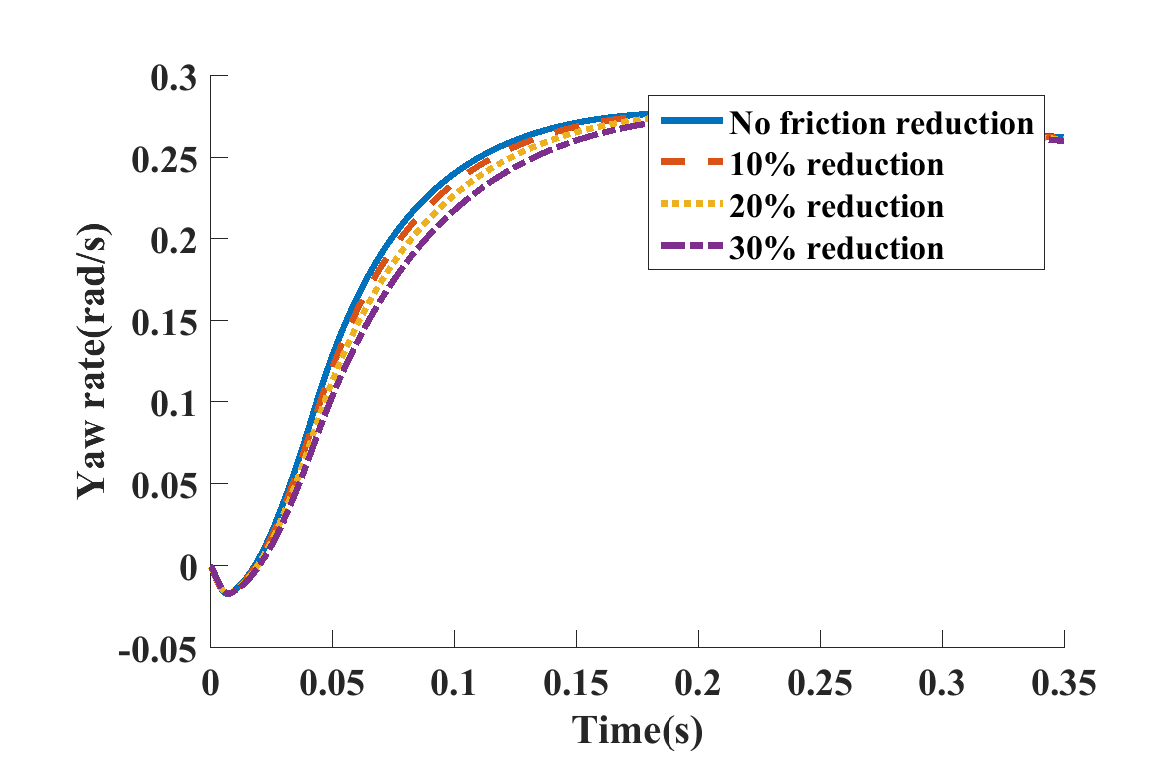 0.3
0.25
0.2
0.15
0.1
0.05
0
-0.05
Yaw rate(rad/s)
No friction reduction
10% reduction
20% reduction
30% reduction
0 0.05 0.1 0.15 0.2 0.25 0.3 0.35
Time(s)